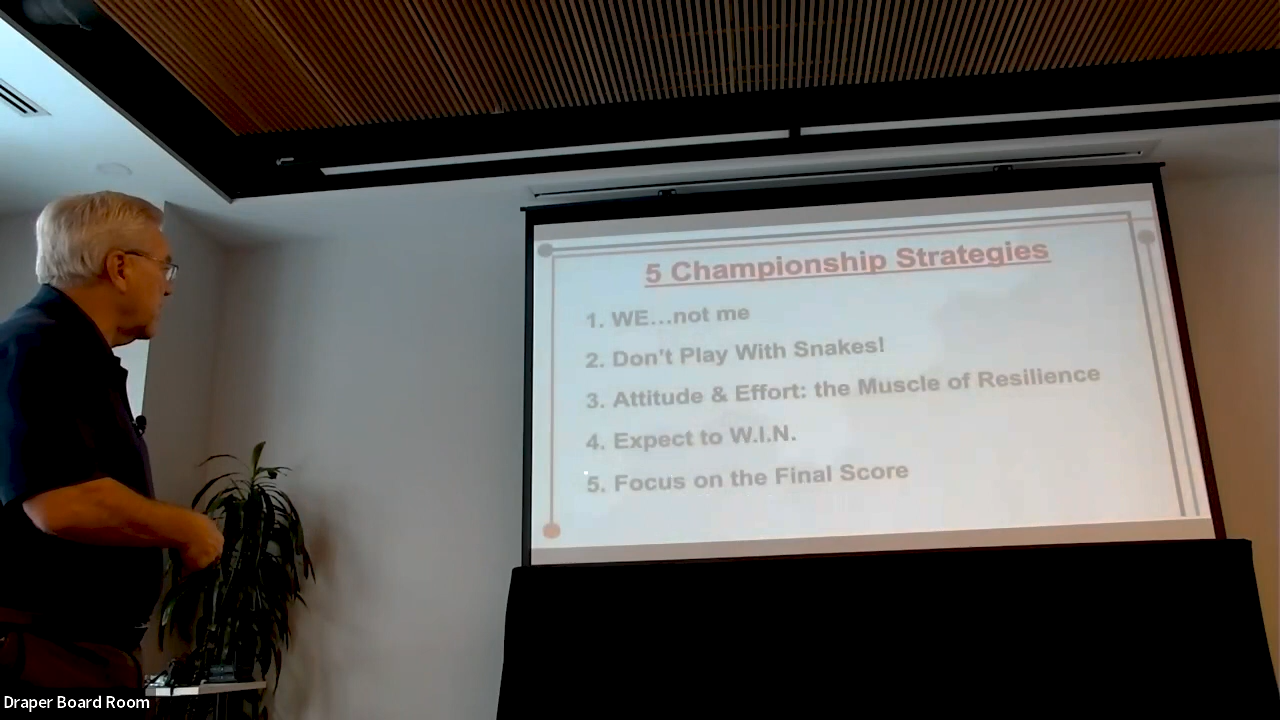 5 Championship Strategies
1. WE...not me
2. Don't Play With Snakes!
3. Attitude & Effort: the Muscle of Resilience
4. Expect to W.I.N.
5. Focus on the Final Score
Draper Board Room